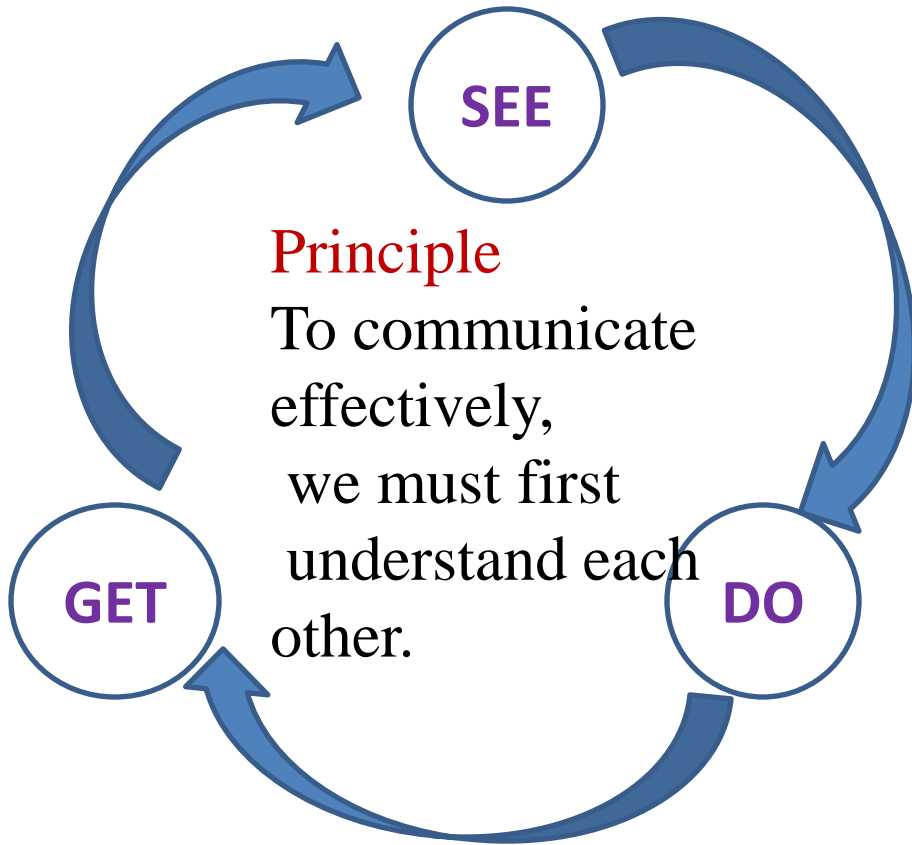 SEE
Principle
To communicate
effectively,
we must first
understand each
other.
GET
DO